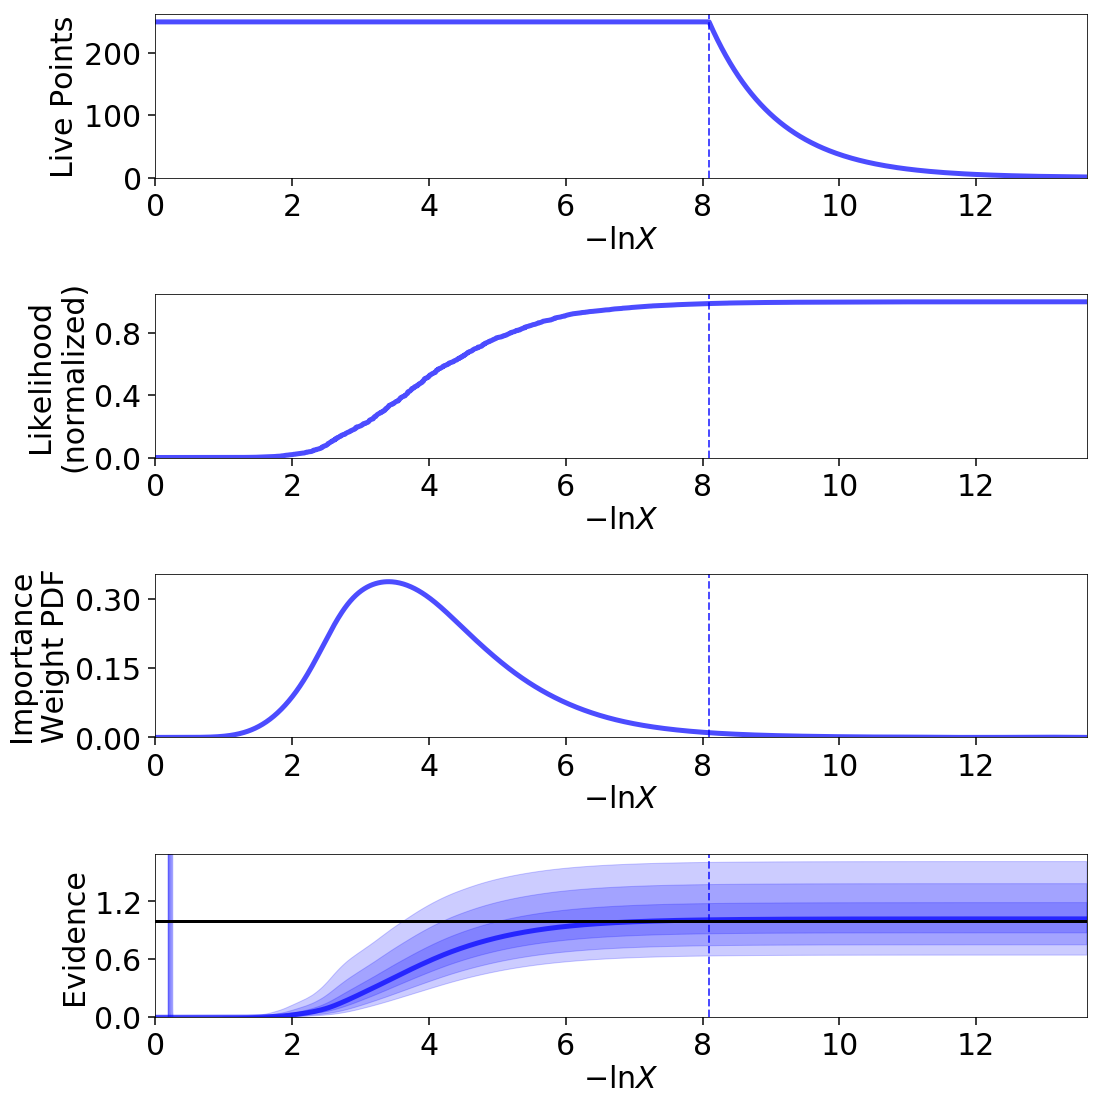 Live Points
200
100
0
0 2 4 6 8 10 12
−lnX
Likelihood
(normalized)
0.8
0.4
0.0
0 2 4 6 8 10 12
−lnX
Importance
Weight PDF
0.30
0.15
0.00
0 2 4 6 8 10 12
−lnX
Evidence
1.2
0.6
0.0
0 2 4 6 8 10 12
−lnX